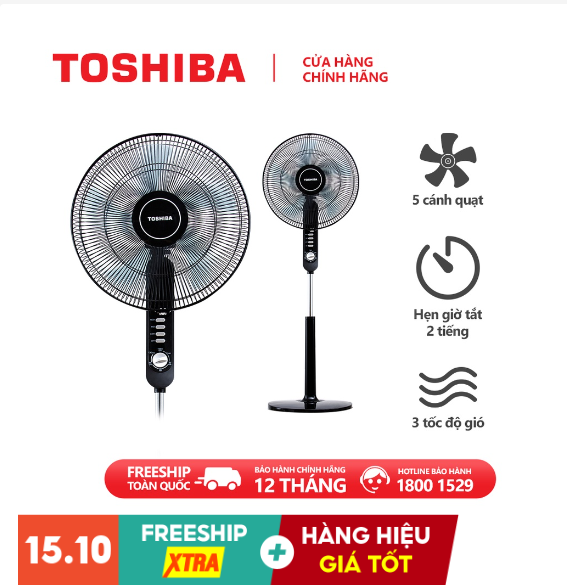 TOSHIBA
CỬA HÀNG
CHÍNH HÃNG
TOSHIBA
5 cánh quạt
Hẹn giờ tắt
2 tiếng
3 tốc độ gió
FREESHIP
TOÀN QUỐC
BẢO HÀNH CHÍNH HÃNG
12 THÁNG
HOTLINE BẢO HÀNH
1800 1529
15.10
FREESHIP
XTRA
+
HÀNG HIỆU
GIÁ TỐT